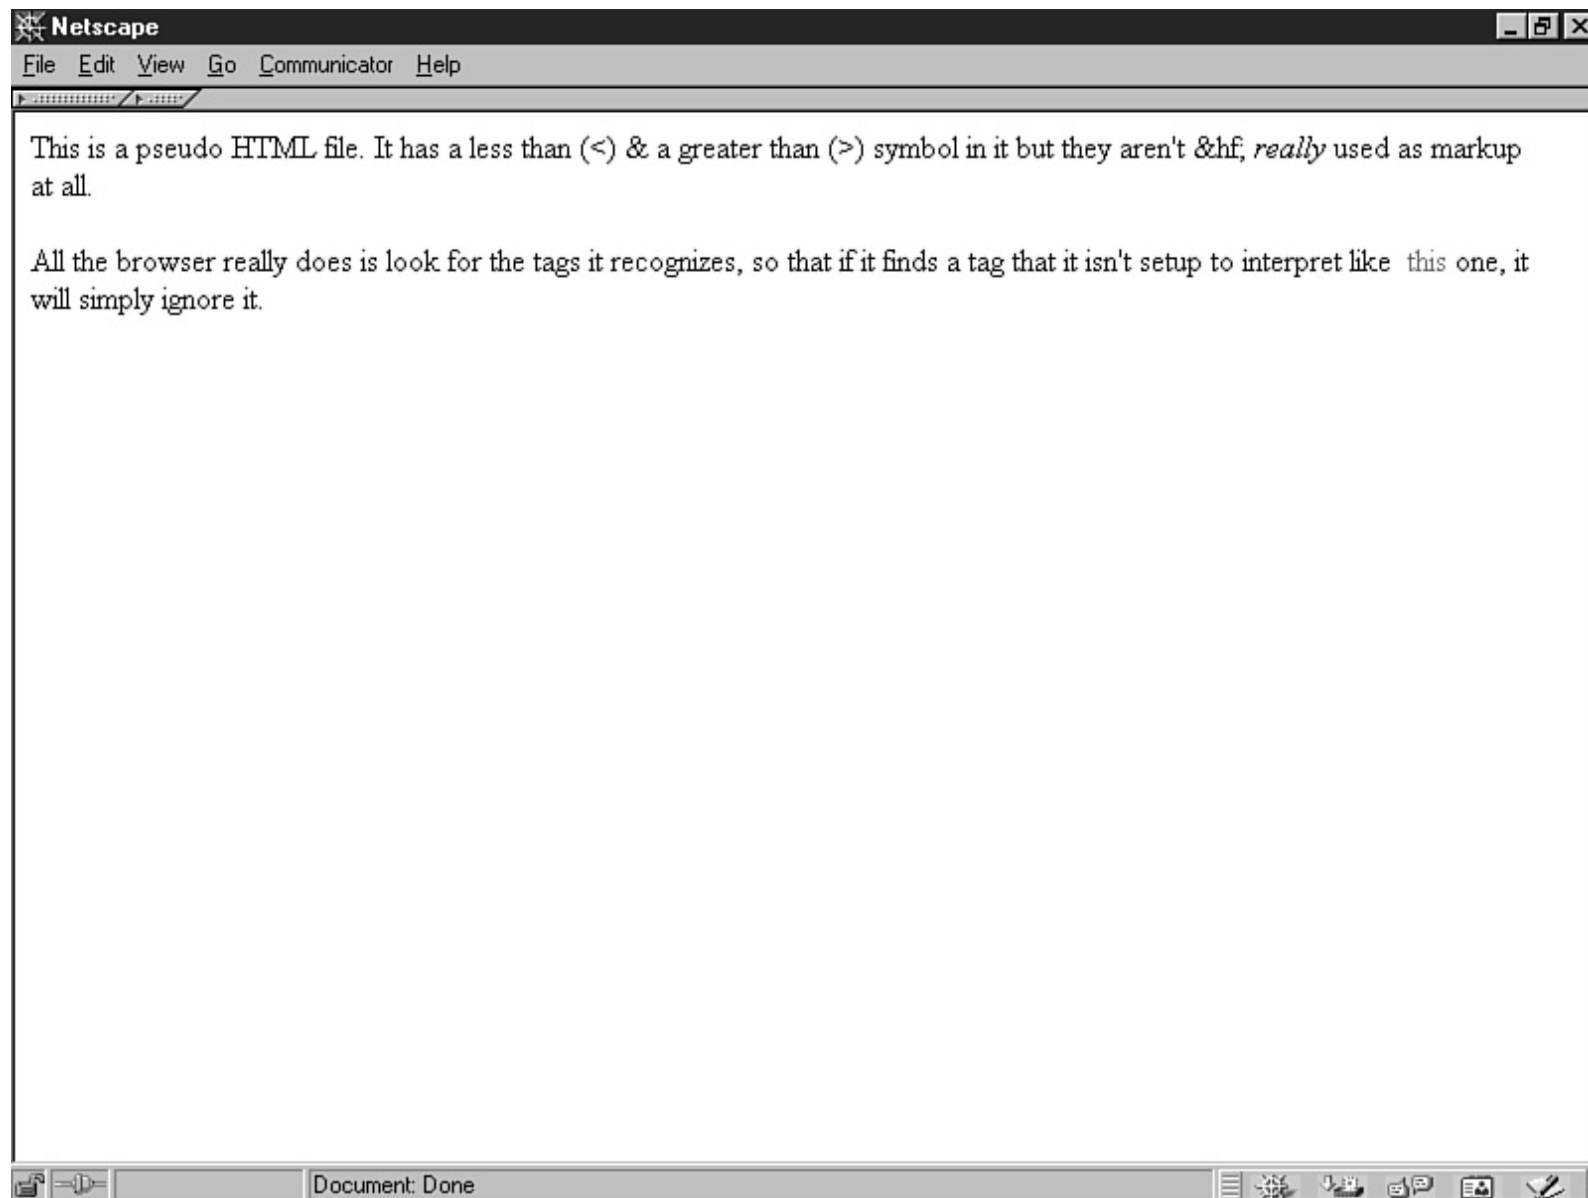 Netscape
File Edit View Go Communicator Help
This is a pseudo HTML file. It has a less than (<) & a greater than (>) symbol in it but they aren't &hf; really used as markup
at all.
All the browser really does is look for the tags it recognizes, so that if it finds a tag that it isn't setup to interpret like this one, it
will simply ignore it.
Document: Done